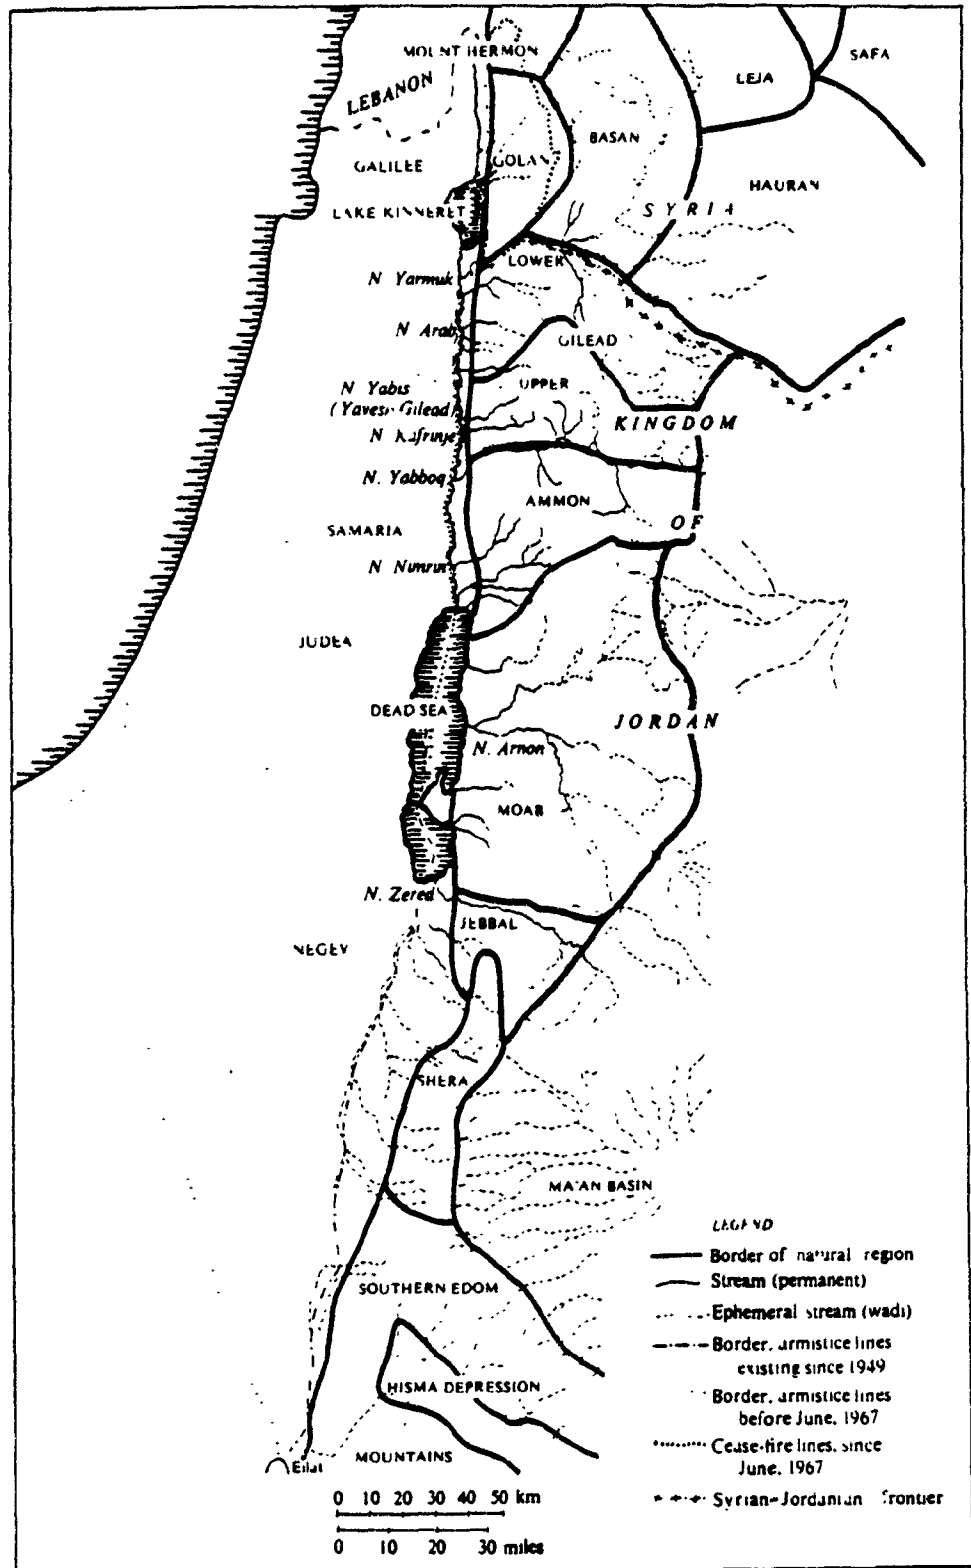 MOUNT HERMON
SAFA
LEJA
LEBANON
BASAN
GALILEE
GOLAN
HAURAN
LAKE KINNERET
SYRIA
LOWER
N Yarmuk
N Arab
GILEAD
N Yabis
UPPER
(Yavesh Gilead)
KINGDOM
N Kufrinje
N. Yabboq
AMMON
SAMARIA
OF
N Nimrin
JUDEA
DEAD SEA
JORDAN
N. Arnon
MOAB
N. Zered
JEBBAL
NEGEV
SHERA
MA'AN BASIN
LEGEND
Border of natural region
Stream (permanent)
Ephemeral stream (wadi)
Border, armistice lines
existing since 1949
Border, armistice lines
before June, 1967
Cease-fire lines, since
June, 1967
Syrian-Jordanian frontier
SOUTHERN EDOM
HISMA DEPRESSION
MOUNTAINS
Eilat
0 10 20 30 40 50 km
0 10 20 30 miles